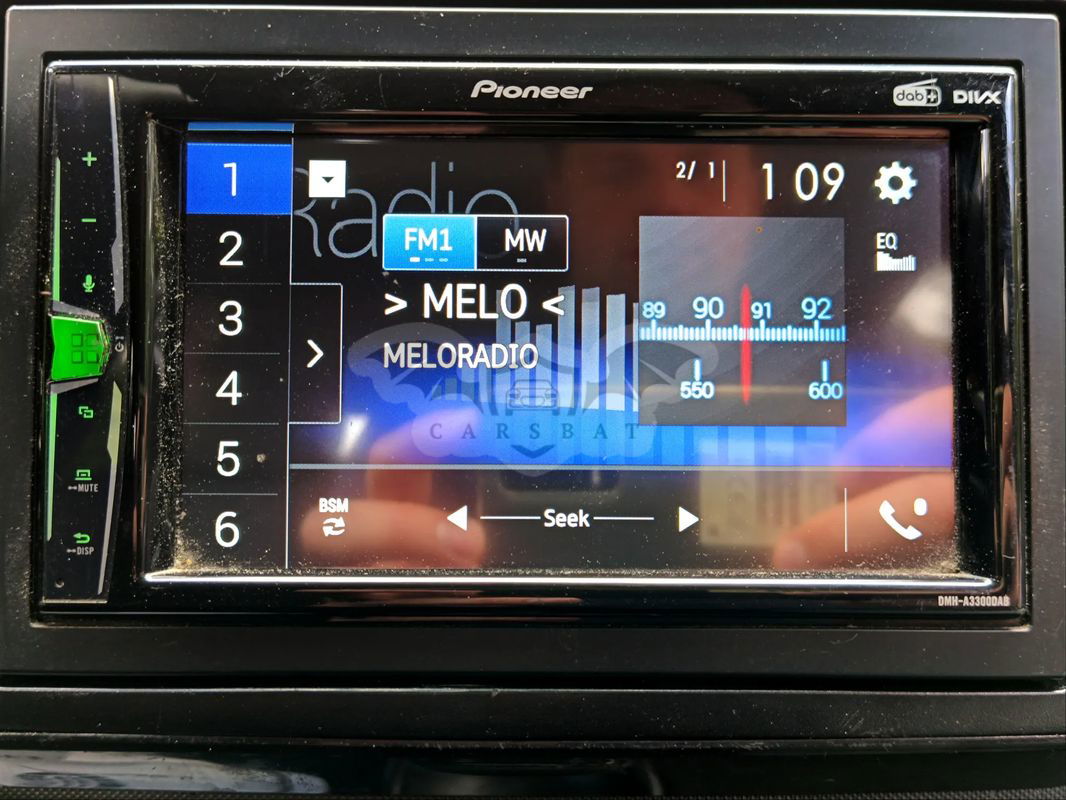 Pioneer
dab+ DIVX
1
2
3
4
5
6
Radio
2/ 1
1 09
FM1 MW
EQ
> MELO <
MELORADIO
89 90 91 92
550 600
CARSBAT
BSM
Seek
MUTE
DISP
DMH-A3300DAB